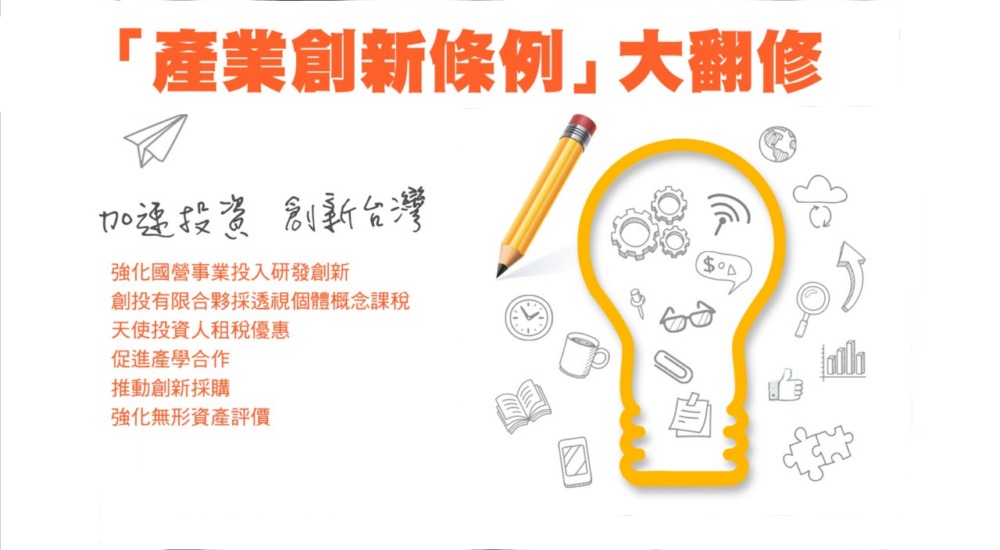 「產業創新條例」大翻修
加速投資 創新台灣
強化國營事業投入研發創新
創投有限合夥採透視個體概念課稅
天使投資人租稅優惠
促進產學合作
推動創新採購
強化無形資產評價
$